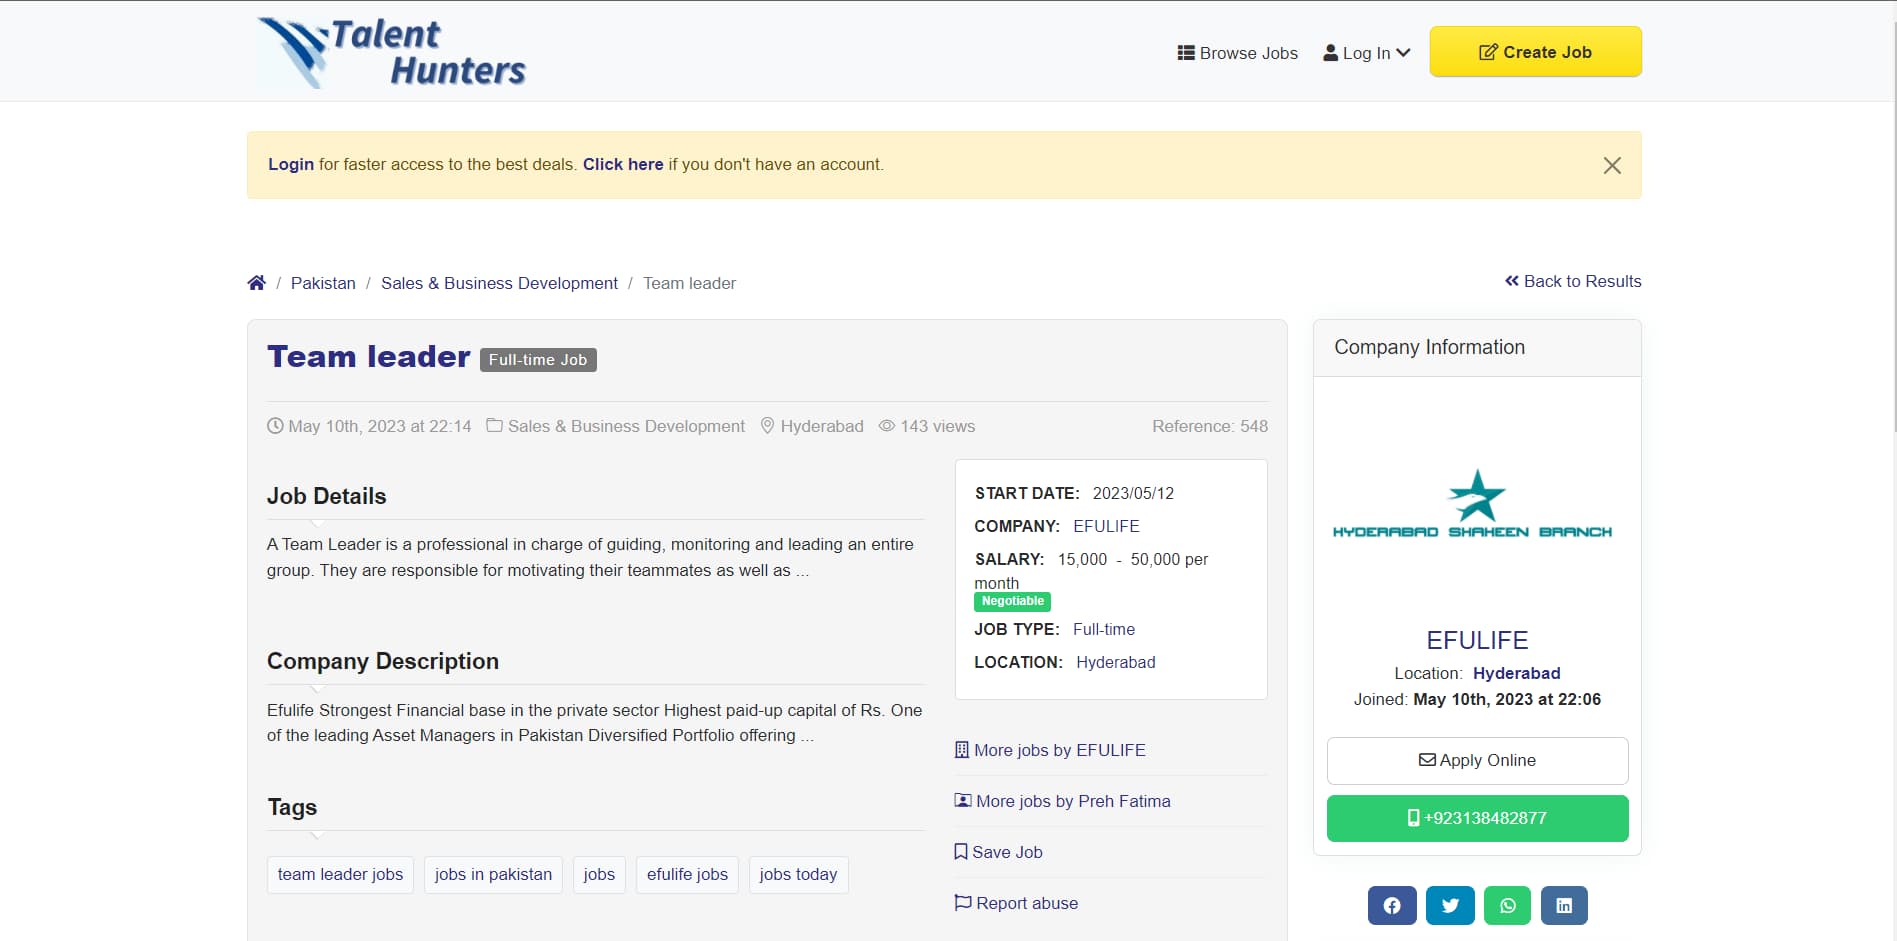 Talent
Hunters
Browse Jobs
Log In
Create Job
Login for faster access to the best deals. Click here if you don't have an account.
/ Pakistan / Sales & Business Development / Team leader
Back to Results
Team leader Full-time Job
May 10th, 2023 at 22:14 Sales & Business Development Hyderabad 143 views Reference: 548
Job Details
A Team Leader is a professional in charge of guiding, monitoring and leading an entire
group. They are responsible for motivating their teammates as well as ...
Company Description
Efulife Strongest Financial base in the private sector Highest paid-up capital of Rs. One
of the leading Asset Managers in Pakistan Diversified Portfolio offering ...
Tags
team leader jobs
jobs in pakistan
jobs
efulife jobs
jobs today
START DATE: 2023/05/12
COMPANY: EFULIFE
SALARY: 15,000 - 50,000 per
month
Negotiable
JOB TYPE: Full-time
LOCATION: Hyderabad
More jobs by EFULIFE
More jobs by Preh Fatima
Save Job
Report abuse
Company Information
HYDERABAD SHAHEEN BRANCH
EFULIFE
Location: Hyderabad
Joined: May 10th, 2023 at 22:06
Apply Online
+923138482877